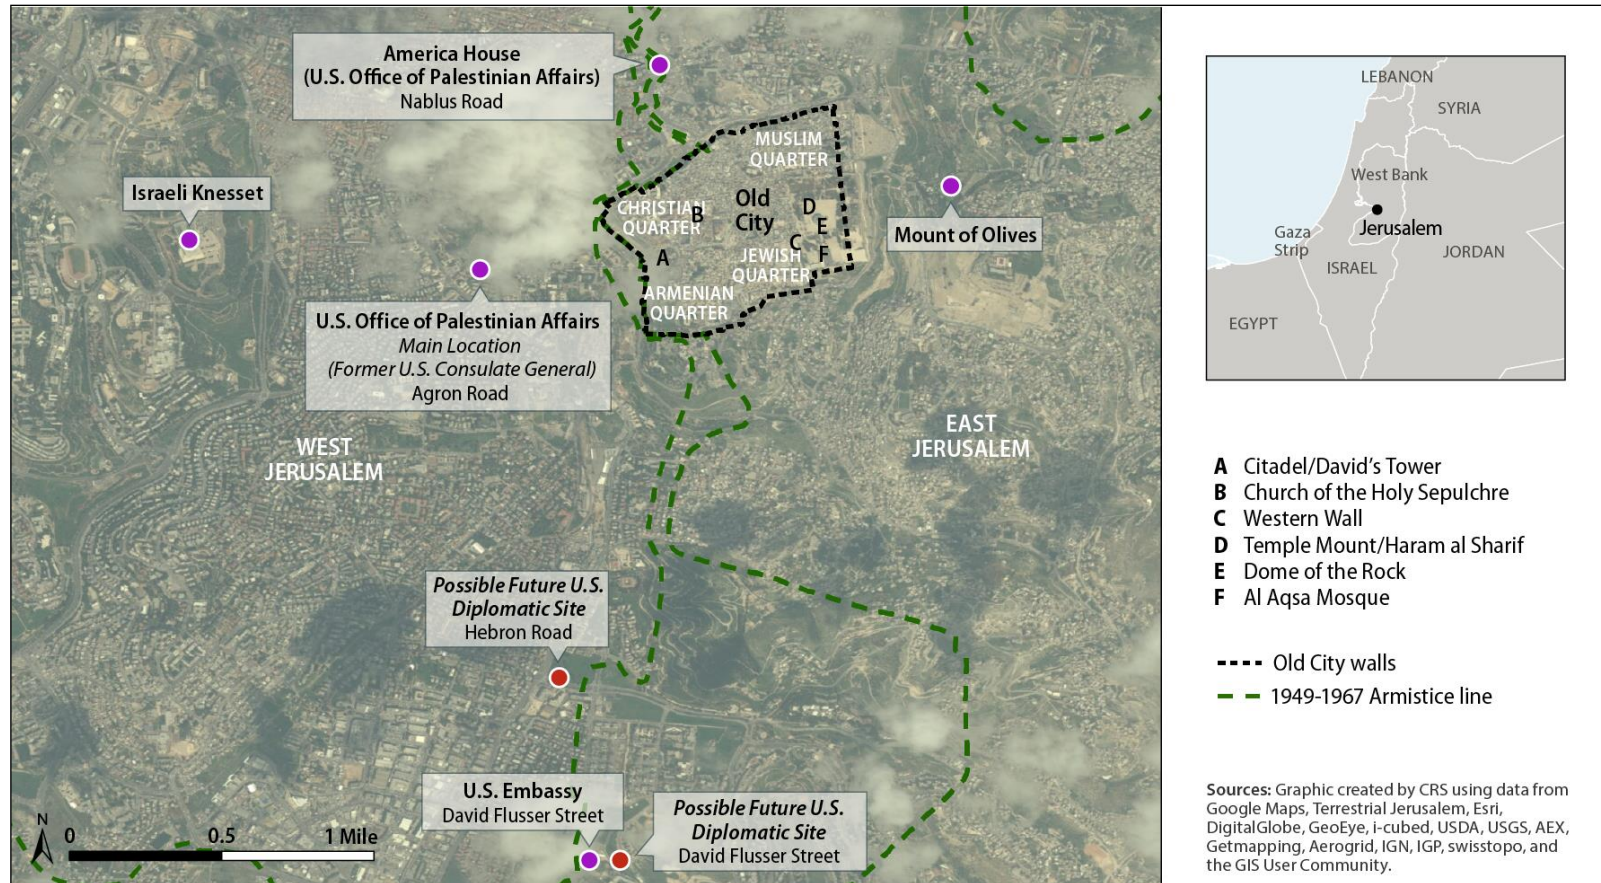 America House
(U.S. Office of Palestinian Affairs)
Nablus Road
Israeli Knesset
MUSLIM
QUARTER
CHRISTIAN
QUARTER
B
Old
City
D
E
C
F
A
JEWISH
QUARTER
ARMENIAN
QUARTER
Mount of Olives
U.S. Office of Palestinian Affairs
Main Location
(Former U.S. Consulate General)
Agron Road
WEST
JERUSALEM
EAST
JERUSALEM
Possible Future U.S.
Diplomatic Site
Hebron Road
U.S. Embassy
David Flusser Street
Possible Future U.S.
Diplomatic Site
David Flusser Street
N
0 0.5 1 Mile
LEBANON
SYRIA
West Bank
Jerusalem
Gaza
Strip
ISRAEL
JORDAN
EGYPT
A Citadel/David's Tower
B Church of the Holy Sepulchre
C Western Wall
D Temple Mount/Haram al Sharif
E Dome of the Rock
F Al Aqsa Mosque
Old City walls
1949-1967 Armistice line
Sources: Graphic created by CRS using data from
Google Maps, Terrestrial Jerusalem, Esri,
DigitalGlobe, GeoEye, i-cubed, USDA, USGS, AEX,
Getmapping, Aerogrid, IGN, IGP, swisstopo, and
the GIS User Community.